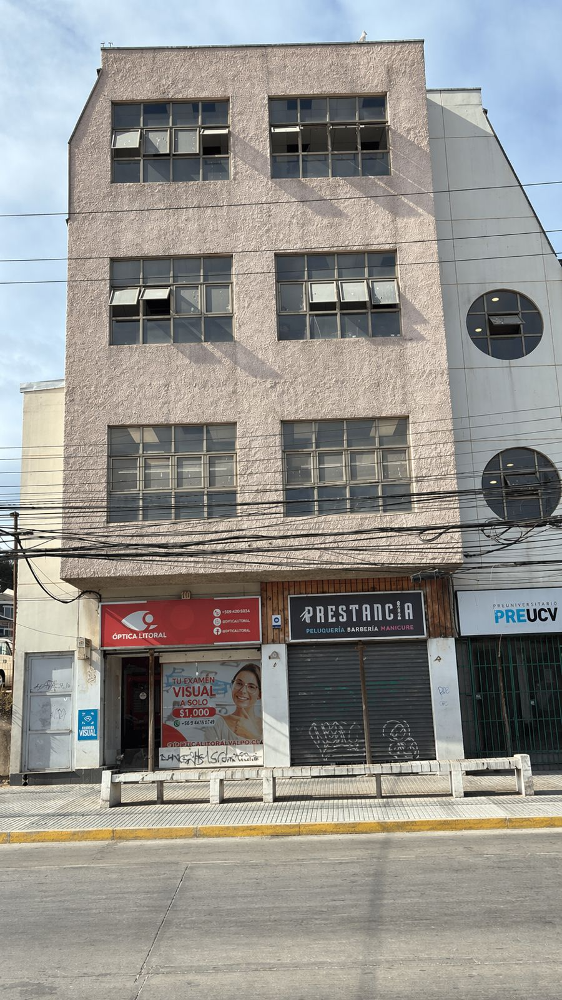 +569 420 5834
@OPTICALITORAL
@OPTICALITORAL
ÓPTICA LITORAL
PRESTANCIA
PELUQUERÍA BARBERÍA MANICURE
PREUNIVERSITARIO
PREUCV
TU EXAMEN
VISUAL
A SOLO
$1.000
+56 9 4478 8749
OPTICALITORALVALPO.CL
VISUAL